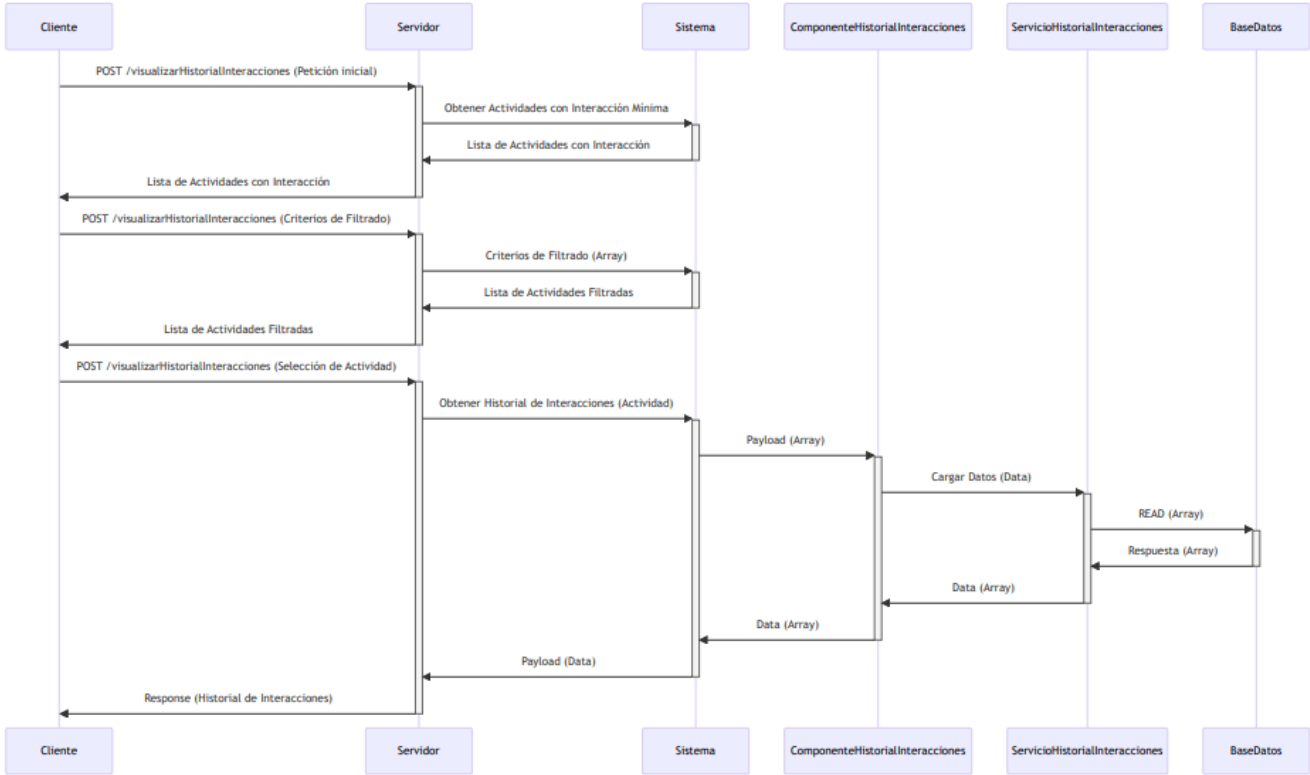 Cliente
Servidor
Sistema
ComponenteHistorialInteracciones
ServicioHistorialInteracciones
BaseDatos
POST /visualizarHistorialInteracciones (Petición inicial)
Obtener Actividades con Interacción Mínima
Lista de Actividades con Interacción
Lista de Actividades con Interacción
POST /visualizarHistorialInteracciones (Criterios de Filtrado)
Criterios de Filtrado (Array)
Lista de Actividades Filtradas
Lista de Actividades Filtradas
POST /visualizarHistorialInteracciones (Selección de Actividad)
Obtener Historial de Interacciones (Actividad)
Payload (Array)
Cargar Datos (Data)
READ (Array)
Respuesta (Array)
Data (Array)
Data (Array)
Payload (Data)
Response (Historial de Interacciones)
Cliente
Servidor
Sistema
ComponenteHistorialInteracciones
ServicioHistorialInteracciones
BaseDatos